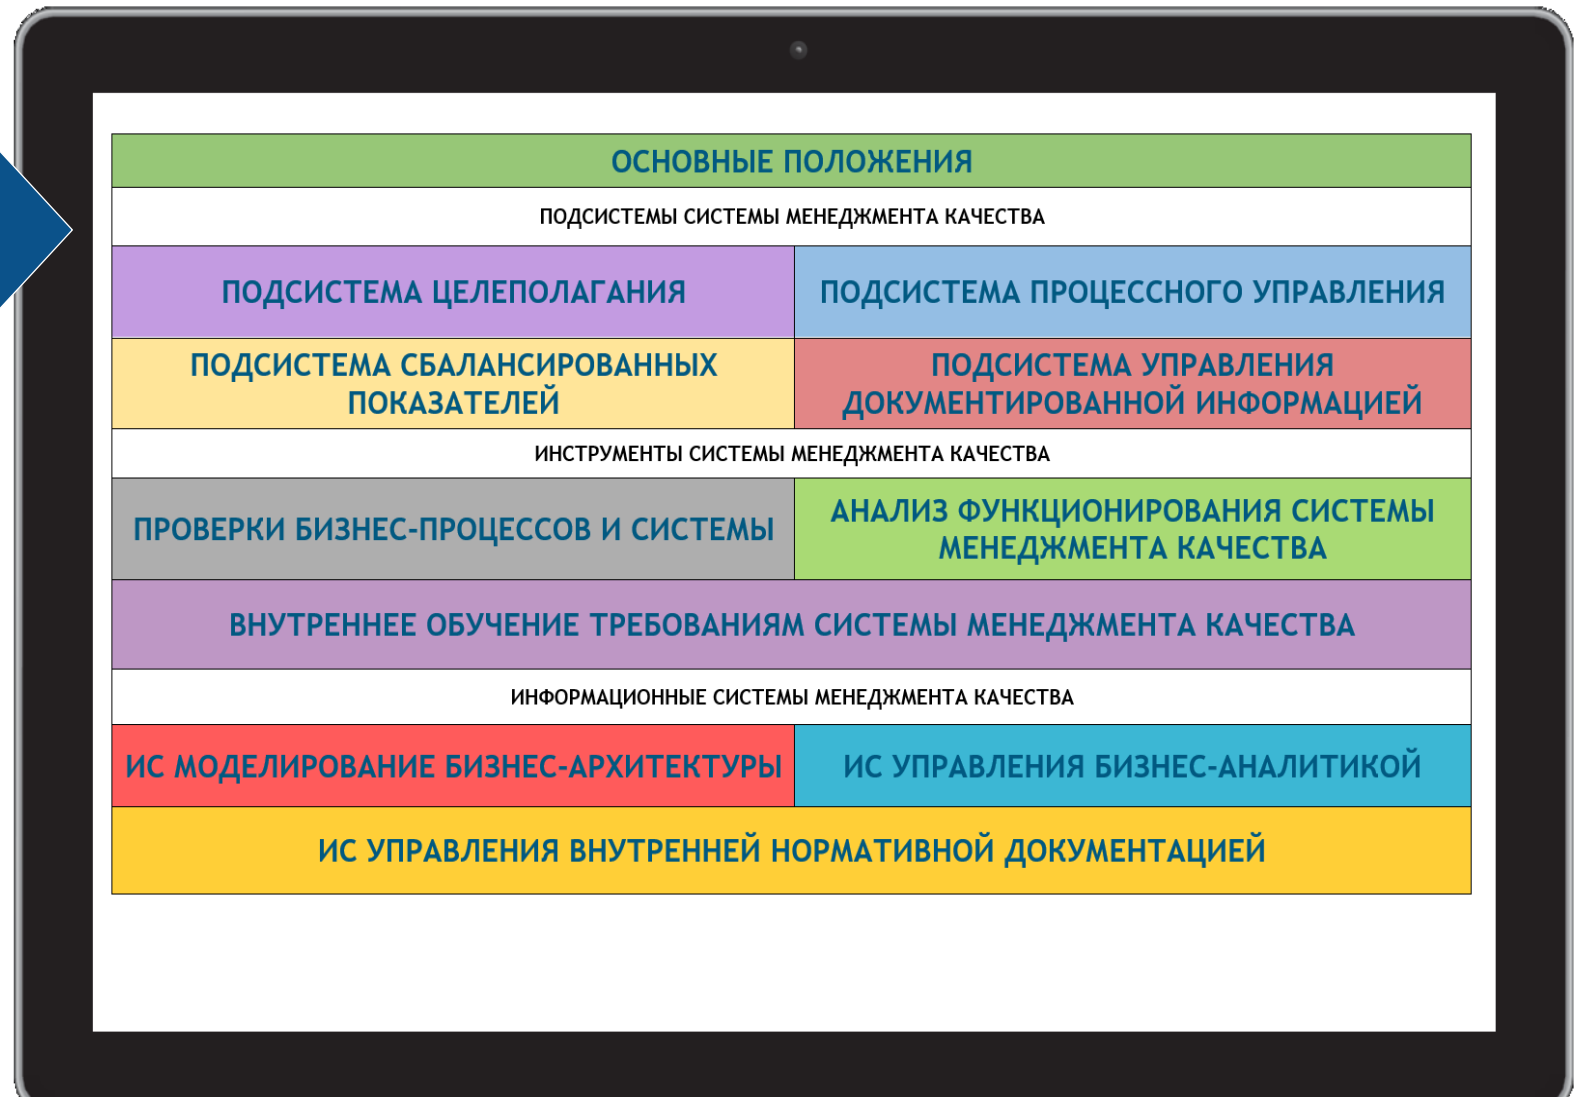 ОСНОВНЫЕ ПОЛОЖЕНИЯ
ПОДСИСТЕМЫ СИСТЕМЫ МЕНЕДЖМЕНТА КАЧЕСТВА
ПОДСИСТЕМА ЦЕЛЕПОЛАГАНИЯ
ПОДСИСТЕМА ПРОЦЕССНОГО УПРАВЛЕНИЯ
ПОДСИСТЕМА СБАЛАНСИРОВАННЫХ
ПОКАЗАТЕЛЕЙ
ПОДСИСТЕМА УПРАВЛЕНИЯ
ДОКУМЕНТИРОВАННОЙ ИНФОРМАЦИЕЙ
ИНСТРУМЕНТЫ СИСТЕМЫ МЕНЕДЖМЕНТА КАЧЕСТВА
ПРОВЕРКИ БИЗНЕС-ПРОЦЕССОВ И СИСТЕМЫ
АНАЛИЗ ФУНКЦИОНИРОВАНИЯ СИСТЕМЫ
МЕНЕДЖМЕНТА КАЧЕСТВА
ВНУТРЕННЕЕ ОБУЧЕНИЕ ТРЕБОВАНИЯМ СИСТЕМЫ МЕНЕДЖМЕНТА КАЧЕСТВА
ИНФОРМАЦИОННЫЕ СИСТЕМЫ МЕНЕДЖМЕНТА КАЧЕСТВА
ИС МОДЕЛИРОВАНИЕ БИЗНЕС-АРХИТЕКТУРЫ
ИС УПРАВЛЕНИЯ БИЗНЕС-АНАЛИТИКОЙ
ИС УПРАВЛЕНИЯ ВНУТРЕННЕЙ НОРМАТИВНОЙ ДОКУМЕНТАЦИЕЙ